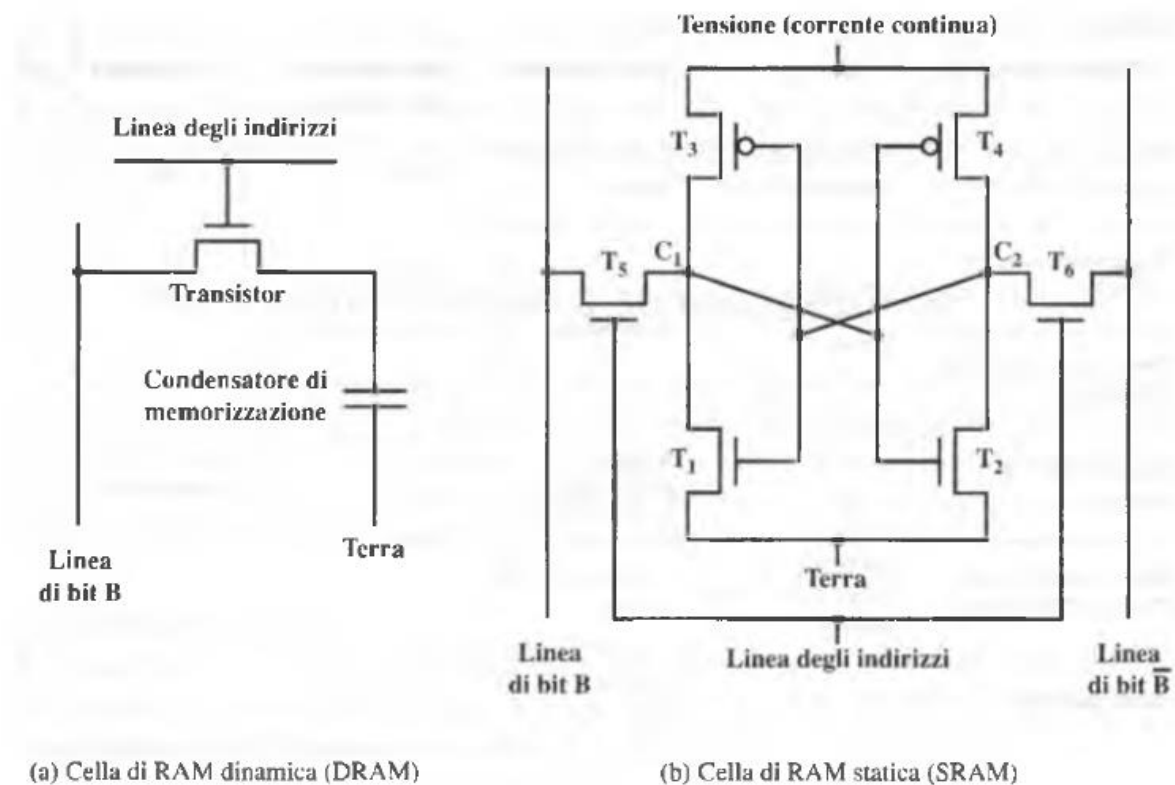 Tensione (corrente continua)
Linea degli indirizzi
Transistor
Condensatore di
memorizzazione
Linea
di bit B
Terra
T3
T4
T5
C1
C2
T6
T1
T2
Terra
Linea
di bit B
Linea degli indirizzi
Linea
di bit B̅
(a) Cella di RAM dinamica (DRAM)
(b) Cella di RAM statica (SRAM)